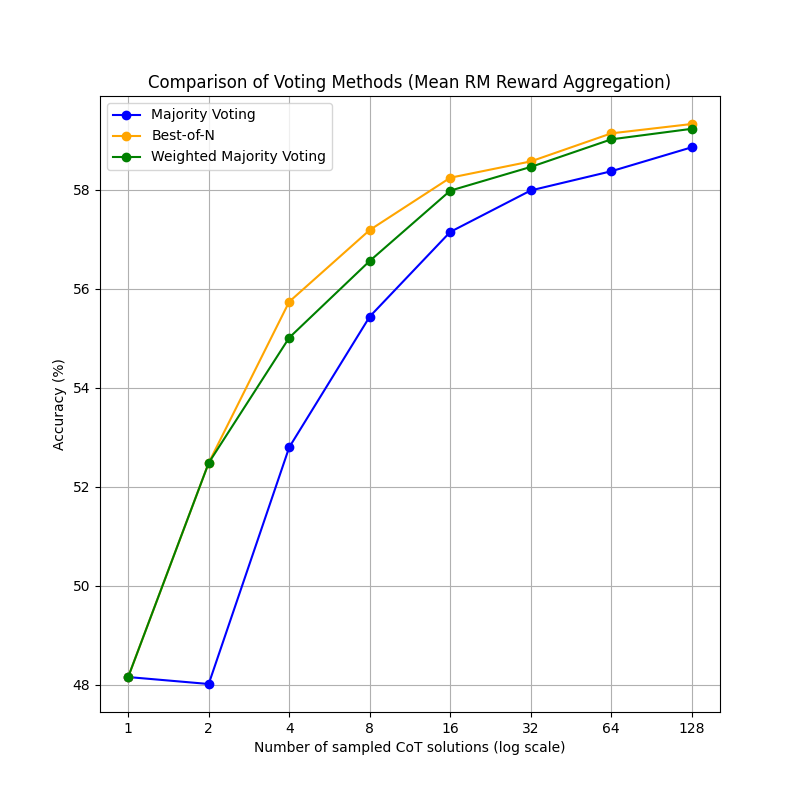 Comparison of Voting Methods (Mean RM Reward Aggregation)
Majority Voting
Best-of-N
Weighted Majority Voting
Accuracy (%)
58
56
54
52
50
48
1 2 4 8 16 32 64 128
Number of sampled CoT solutions (log scale)